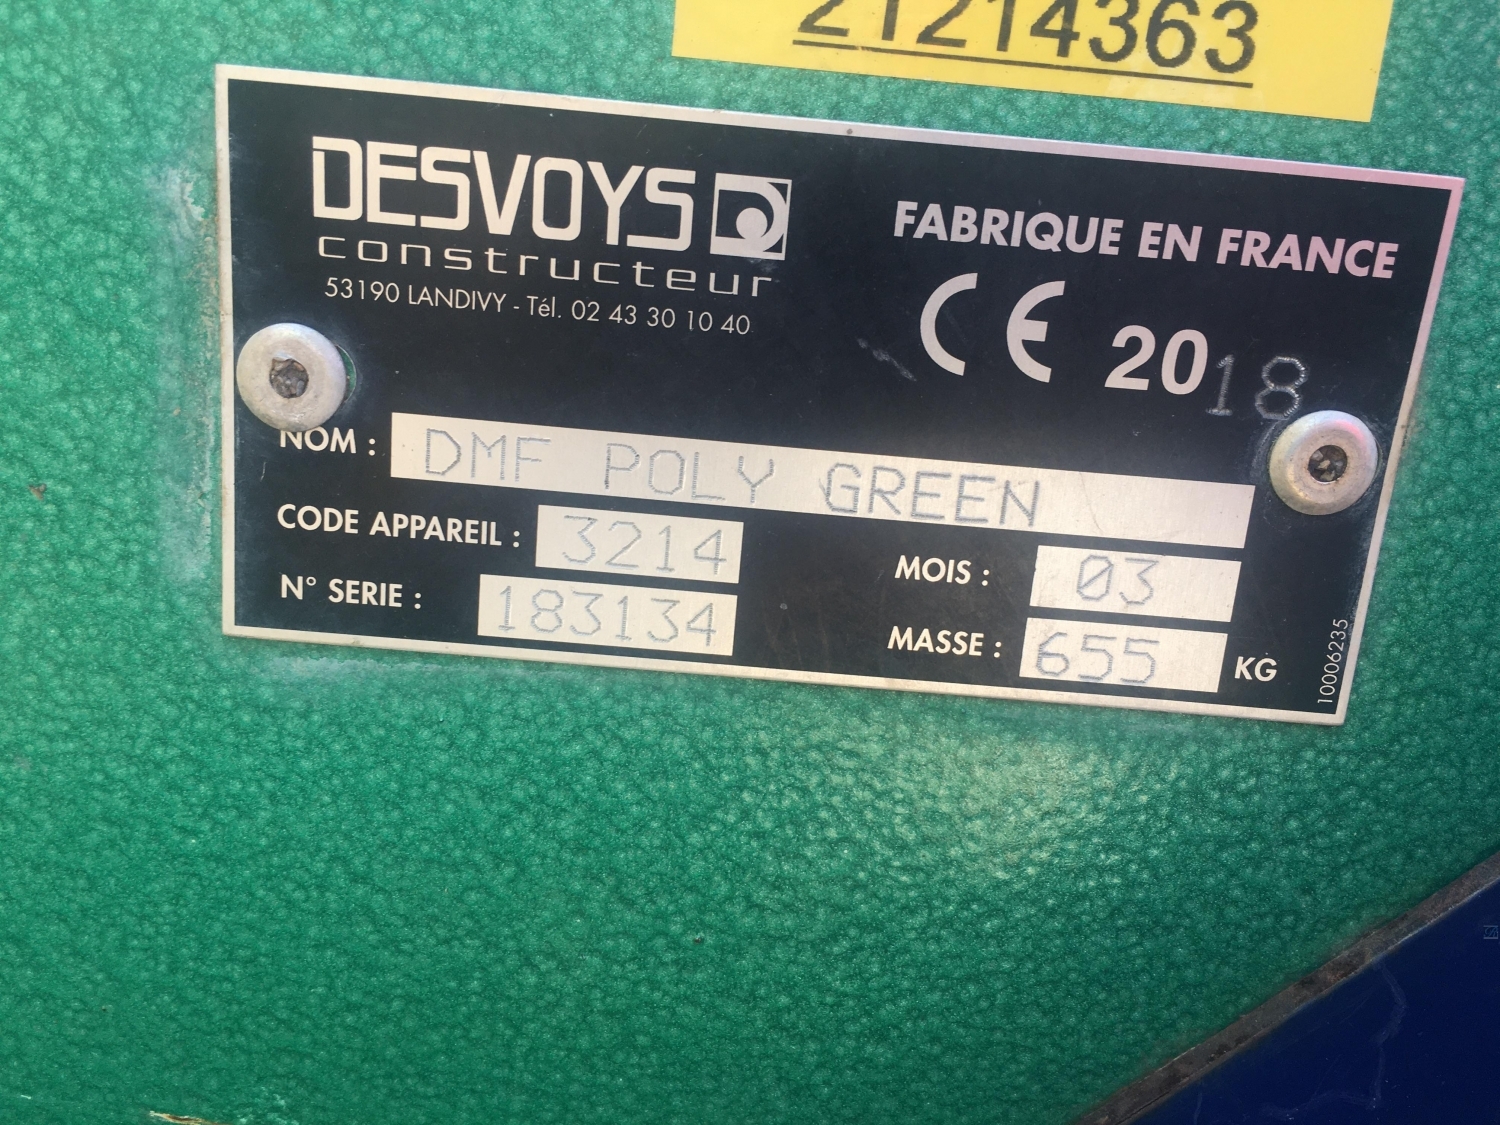 21214363
DESVOYS
constructeur
53190 LANDIVY - Tél. 02 43 30 10 40
FABRIQUE EN FRANCE
CE 2018
NOM : DMF POLY GREEN
CODE APPAREIL : 3214
MOIS : 03
N° SERIE : 183134
MASSE : 655 KG
10006235